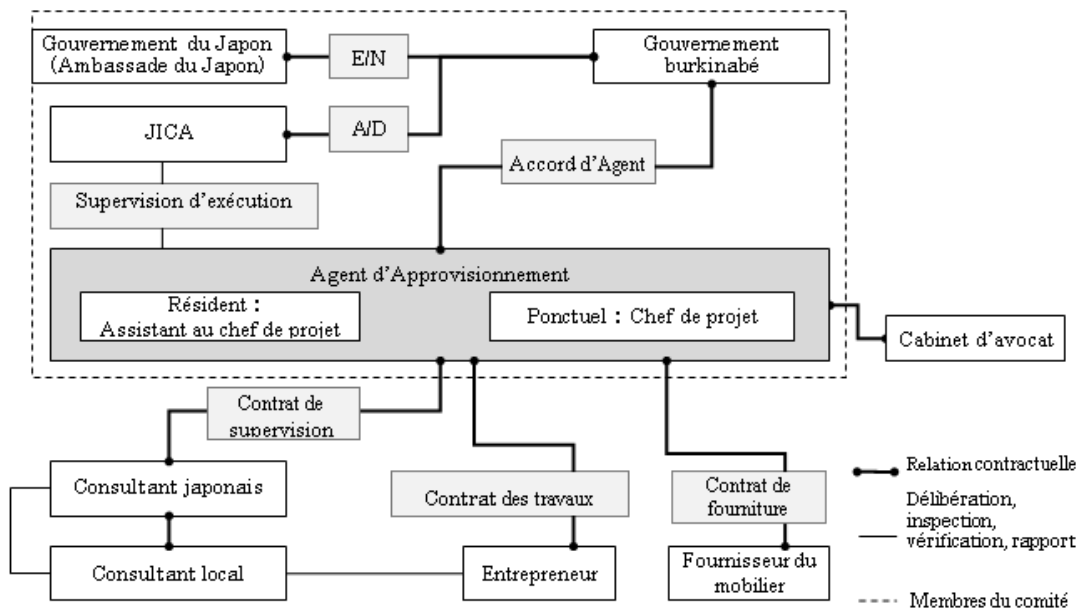 Gouvernement du Japon
(Ambassade du Japon)
E/N
Gouvernement
burkinabé
JICA
A/D
Accord d'Agent
Supervision d'exécution
Agent d'Approvisionnement
Résident :
Assistant au chef de projet
Ponctuel : Chef de projet
Cabinet d'avocat
Contrat de
supervision
Consultant japonais
Contrat des travaux
Contrat de
fourniture
Consultant local
Entrepreneur
Fournisseur du
mobilier
Relation contractuelle
Délibération,
inspection,
vérification, rapport
Membres du comité